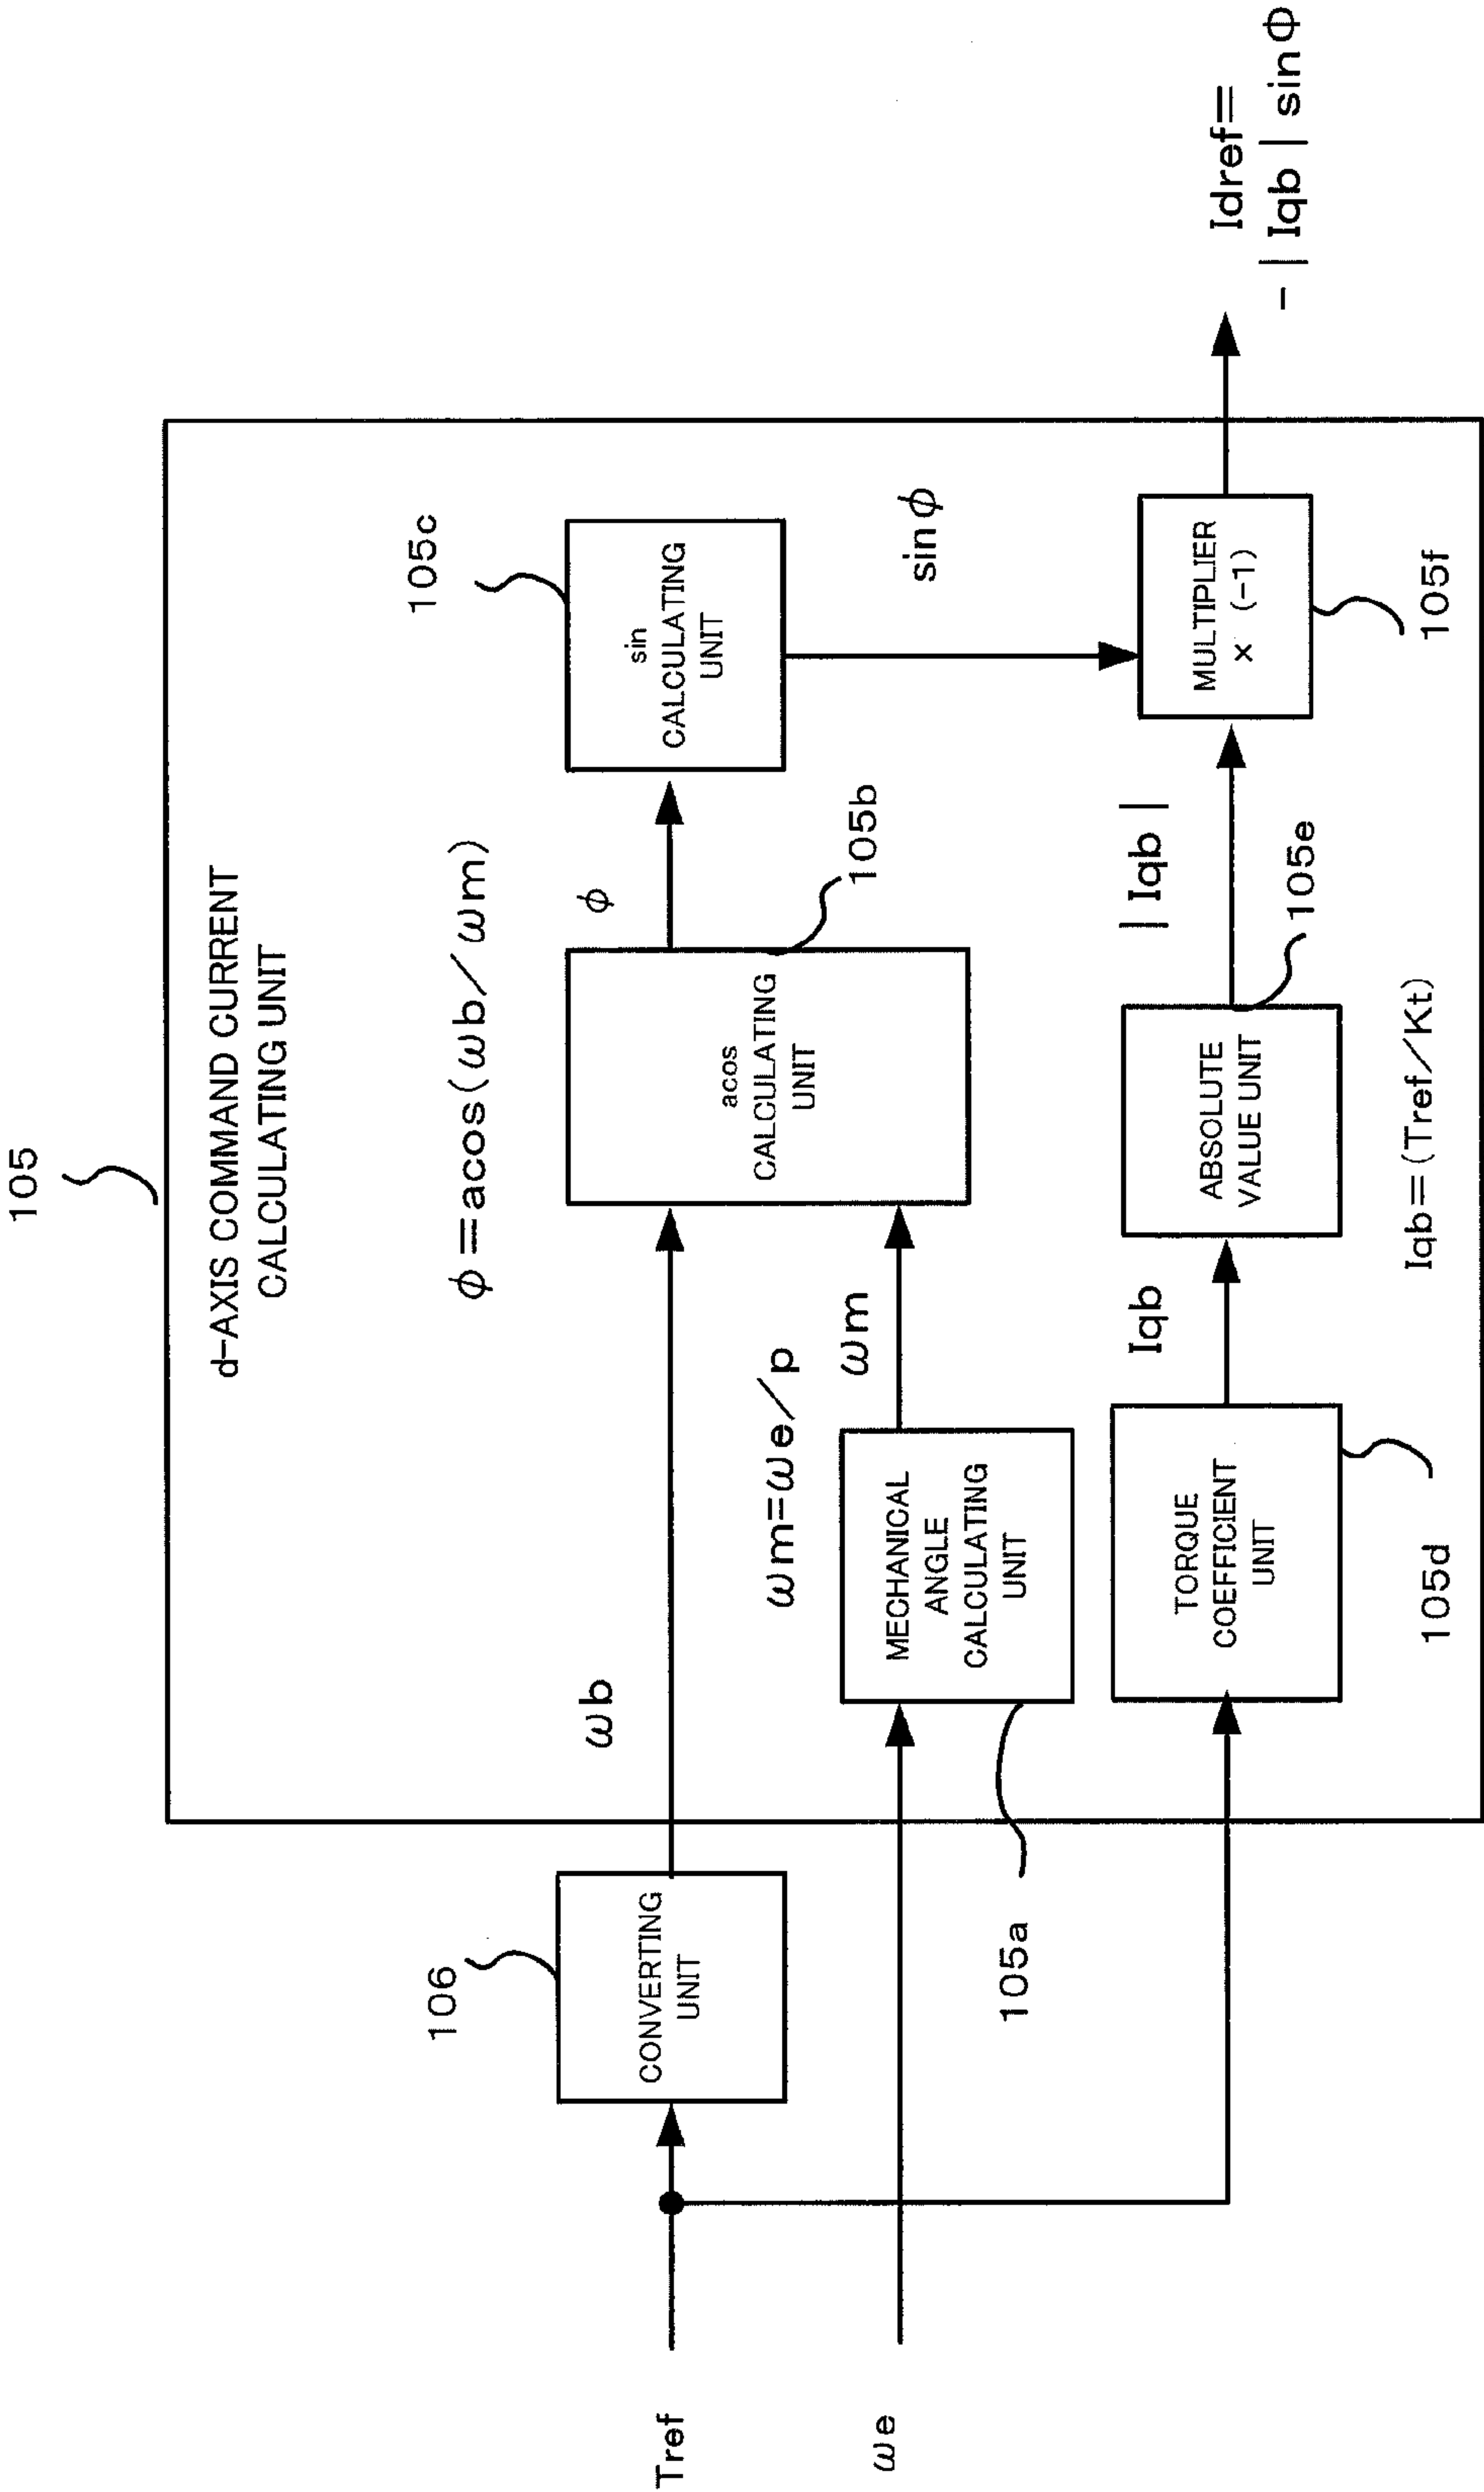 105
d-AXIS COMMAND CURRENT
CALCULATING UNIT
φ=acos(ωb/ωm)
106
CONVERTING
UNIT
Tref
ωb
acos
CALCULATING
UNIT
105b
φ
sin
CALCULATING
UNIT
105c
sinφ
ωe
105a
MECHANICAL
ANGLE
CALCULATING
UNIT
ωm=ωe/p
ωm
TORQUE
COEFFICIENT
UNIT
105d
Iqb
ABSOLUTE
VALUE UNIT
105e
Iqb=(Tref/Kt)
|Iqb|
MULTIPLIER
× (-1)
105f
Idref=
-|Iqb|sinΦ